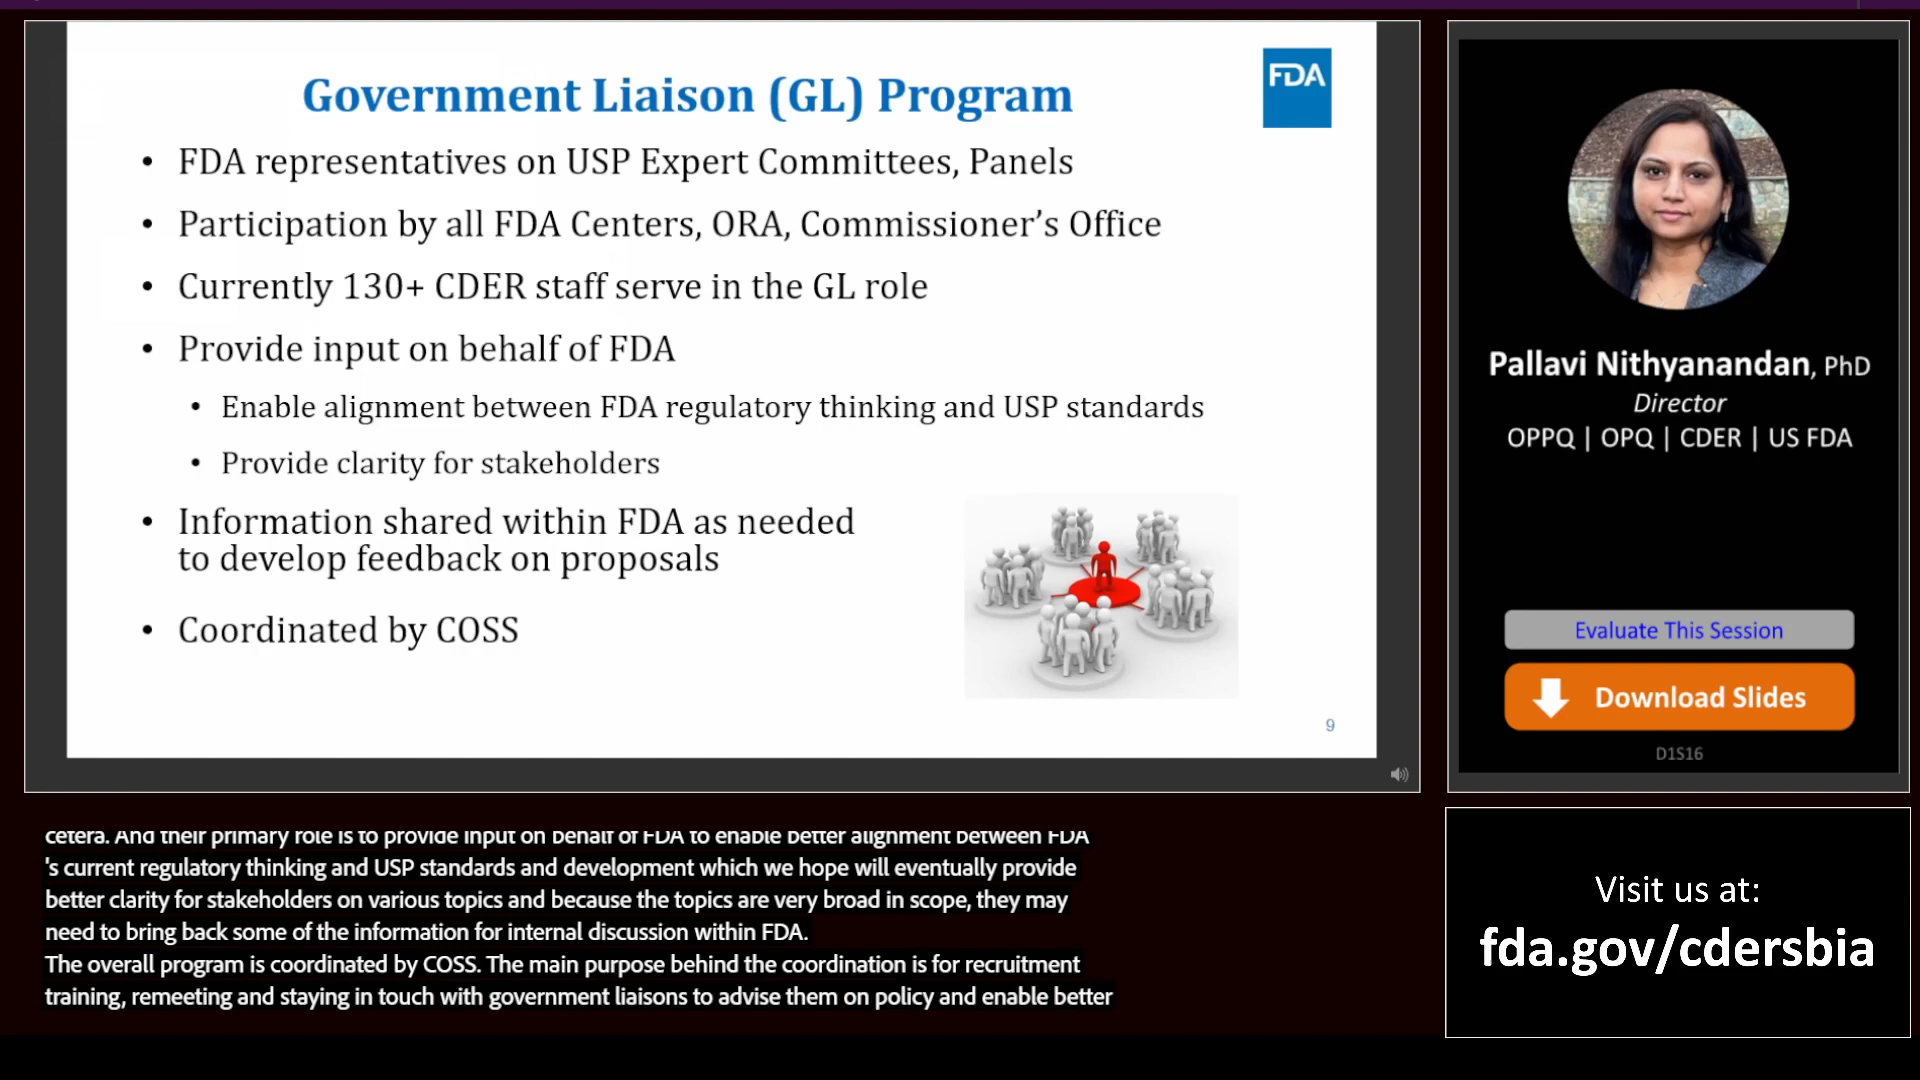 Government Liaison (GL) Program
FDA
• FDA representatives on USP Expert Committees, Panels
• Participation by all FDA Centers, ORA, Commissioner's Office
• Currently 130+ CDER staff serve in the GL role
• Provide input on behalf of FDA
• Enable alignment between FDA regulatory thinking and USP standards
• Provide clarity for stakeholders
• Information shared within FDA as needed
to develop feedback on proposals
• Coordinated by COSS
9
Pallavi Nithyanandan, PhD
Director
OPPQ | OPQ | CDER | US FDA
Evaluate This Session
Download Slides
D1S16
cetera. And their primary role is to provide input on behalf of FDA to enable better alignment between FDA
's current regulatory thinking and USP standards and development which we hope will eventually provide
better clarity for stakeholders on various topics and because the topics are very broad in scope, they may
need to bring back some of the information for internal discussion within FDA.
The overall program is coordinated by COSS. The main purpose behind the coordination is for recruitment
training, remeeting and staying in touch with government liaisons to advise them on policy and enable better
Visit us at:
fda.gov/cdersbia